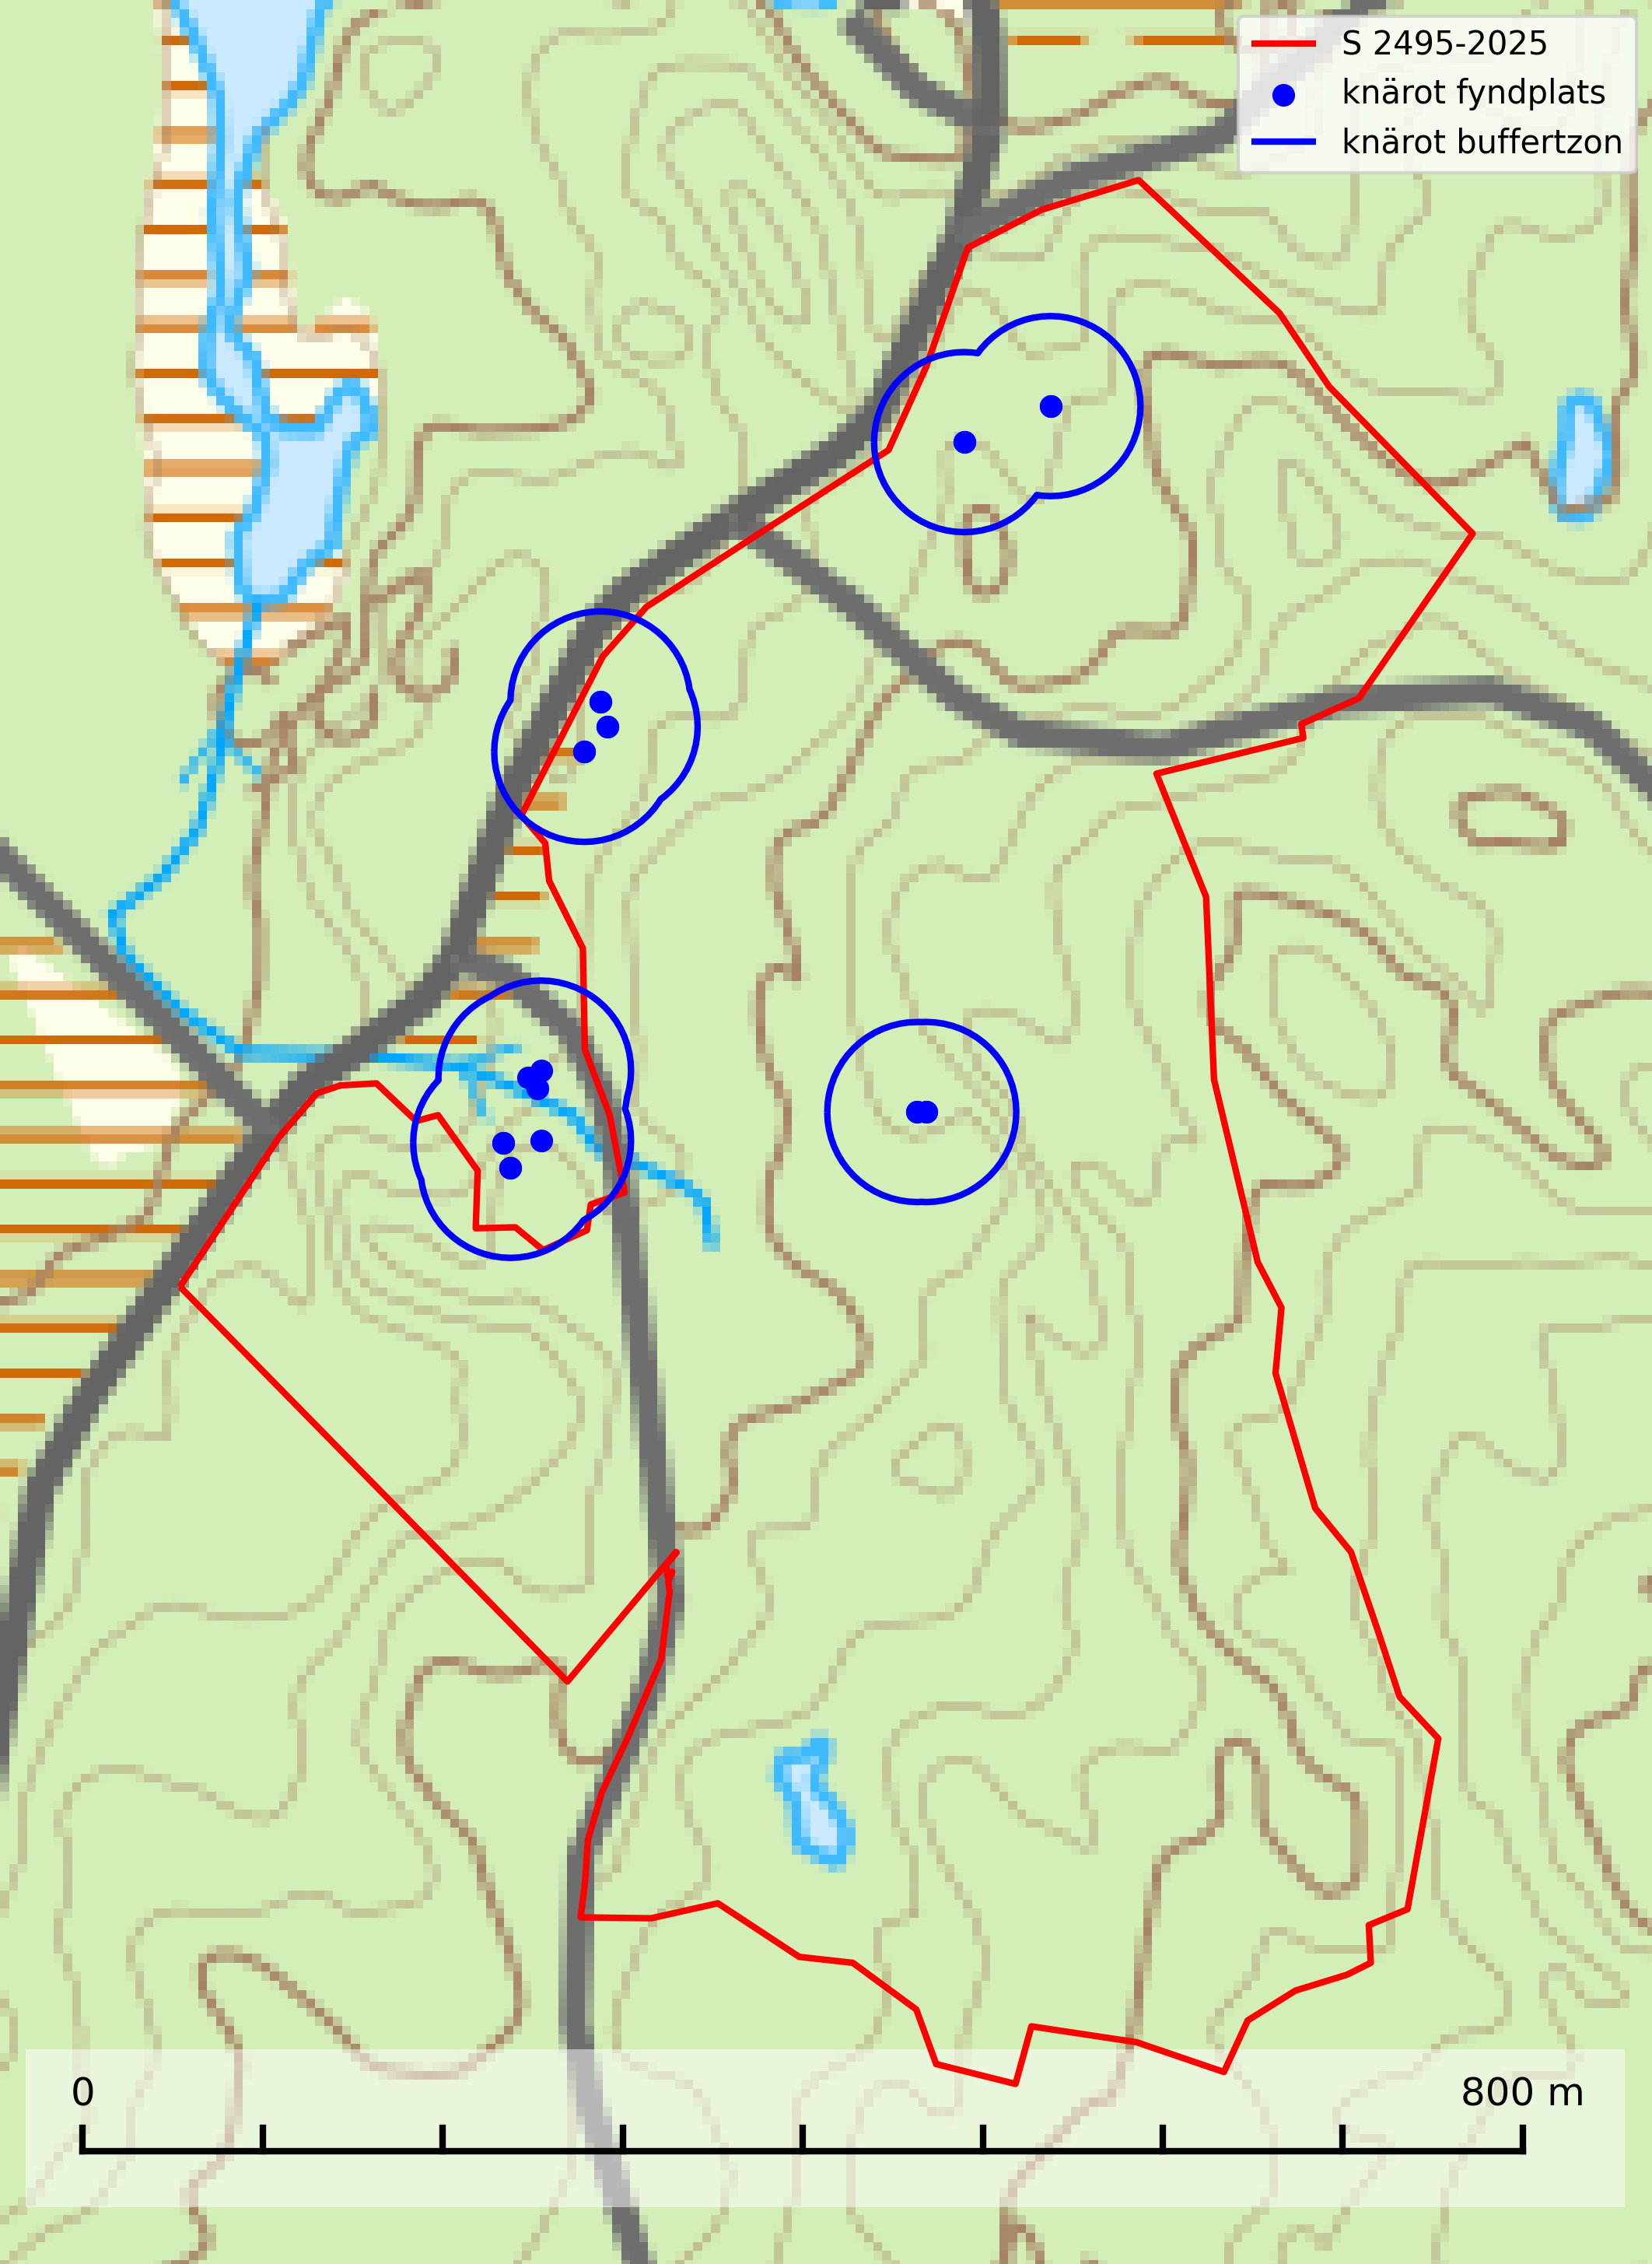 S 2495-2025
knärot fyndplats
knärot buffertzon
0 800 m